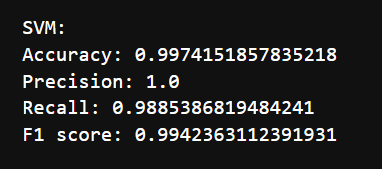 SVM:
Accuracy: 0.9974151857835218
Precision: 1.0
Recall: 0.9885386819484241
F1 score: 0.9942363112391931